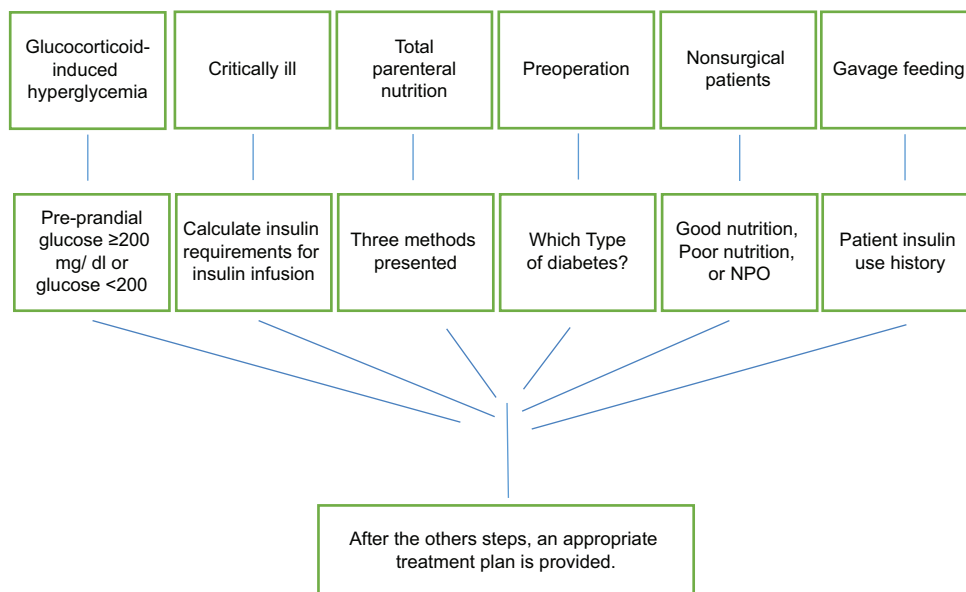 Glucocorticoid-
induced
hyperglycemia
Critically ill
Total
parenteral
nutrition
Preoperation
Nonsurgical
patients
Gavage feeding
Pre-prandial
glucose ≥200
mg/ dl or
glucose <200
Calculate insulin
requirements for
insulin infusion
Three methods
presented
Which Type
of diabetes?
Good nutrition,
Poor nutrition,
or NPO
Patient insulin
use history
After the others steps, an appropriate
treatment plan is provided.